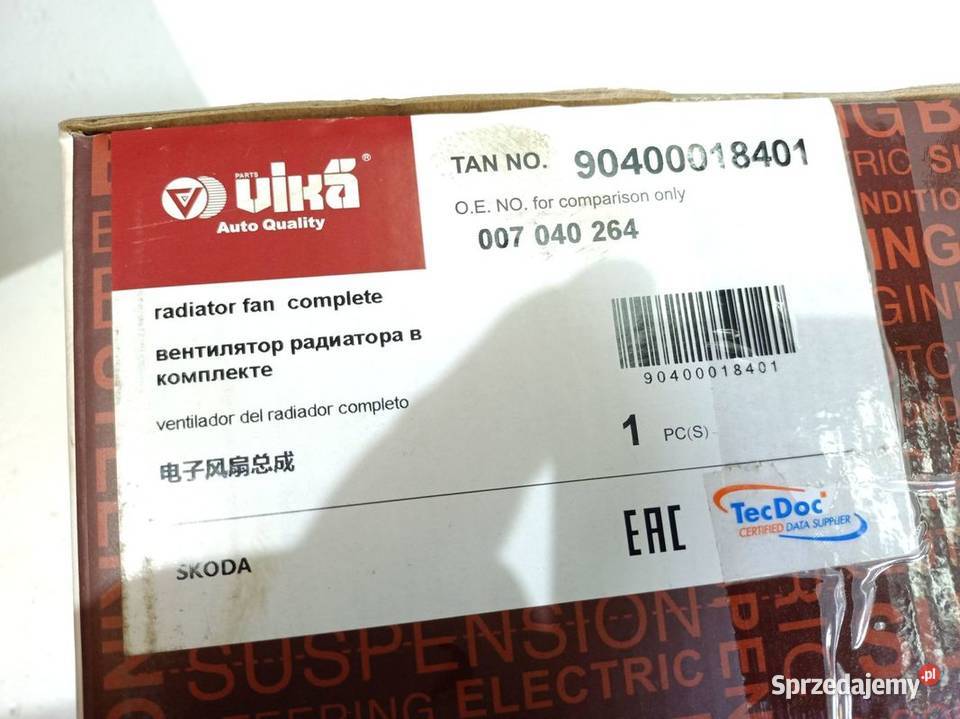 PARTS
vika®
Auto Quality
TAN NO. 90400018401
O.E. NO. for comparison only
007 040 264
radiator fan complete
вентилятор радиатора в
комплекте
ventilador del radiador completo
电子风扇总成
90400018401
1 PC(S)
SKODA
EAC
TecDoc
CERTIFIED DATA SUPPLIER
SUSPENSION
ELECTRIC
Sprzedajemy.pl